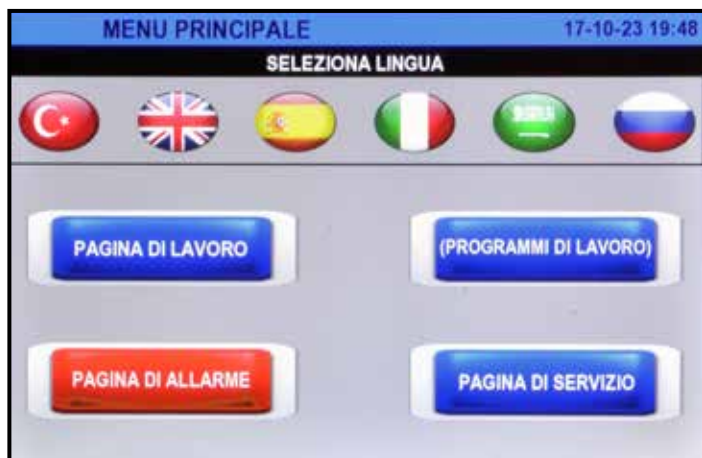 MENU PRINCIPALE 17-10-23 19:48
SELEZIONA LINGUA
PAGINA DI LAVORO (PROGRAMMI DI LAVORO)
PAGINA DI ALLARME PAGINA DI SERVIZIO